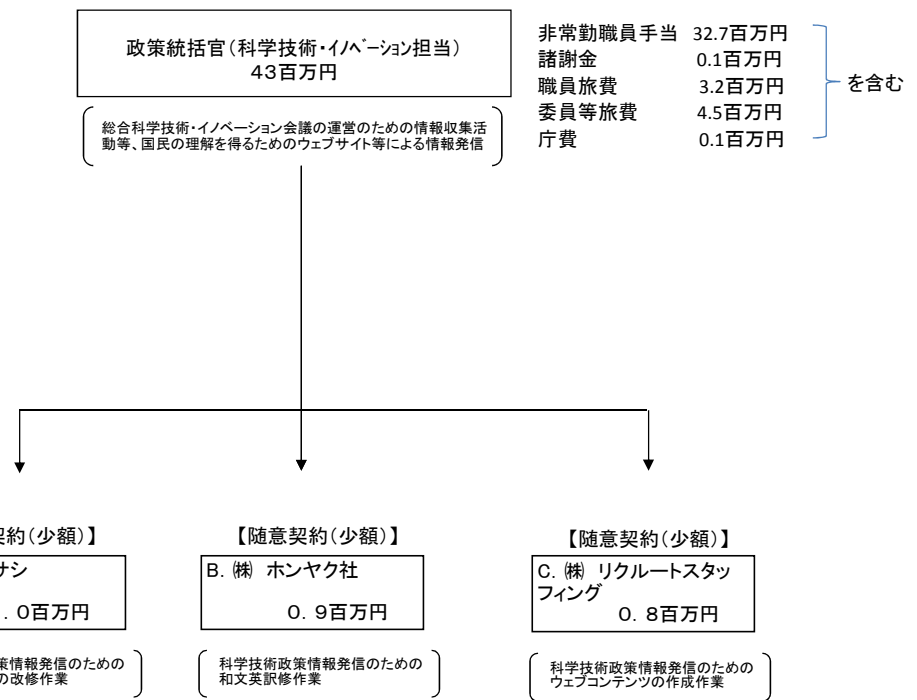 政策統括官（科学技術・イノベーション担当）
４３百万円
総合科学技術・イノベーション会議の運営のための情報収集活
動等、国民の理解を得るためのウェブサイト等による情報発信
非常勤職員手当 32.7百万円
諸謝金 0.1百万円
職員旅費 3.2百万円
委員等旅費 4.5百万円
庁費 0.1百万円
を含む
契約（少額）】
サシ
．０百万円
策情報発信のための
の改修作業
【随意契約（少額）】
B．㈱ ホンヤク社
０．９百万円
科学技術政策情報発信のための
和文英訳修作業
【随意契約（少額）】
C．㈱ リクルートスタッ
フィング
０．８百万円
科学技術政策情報発信のための
ウェブコンテンツの作成作業